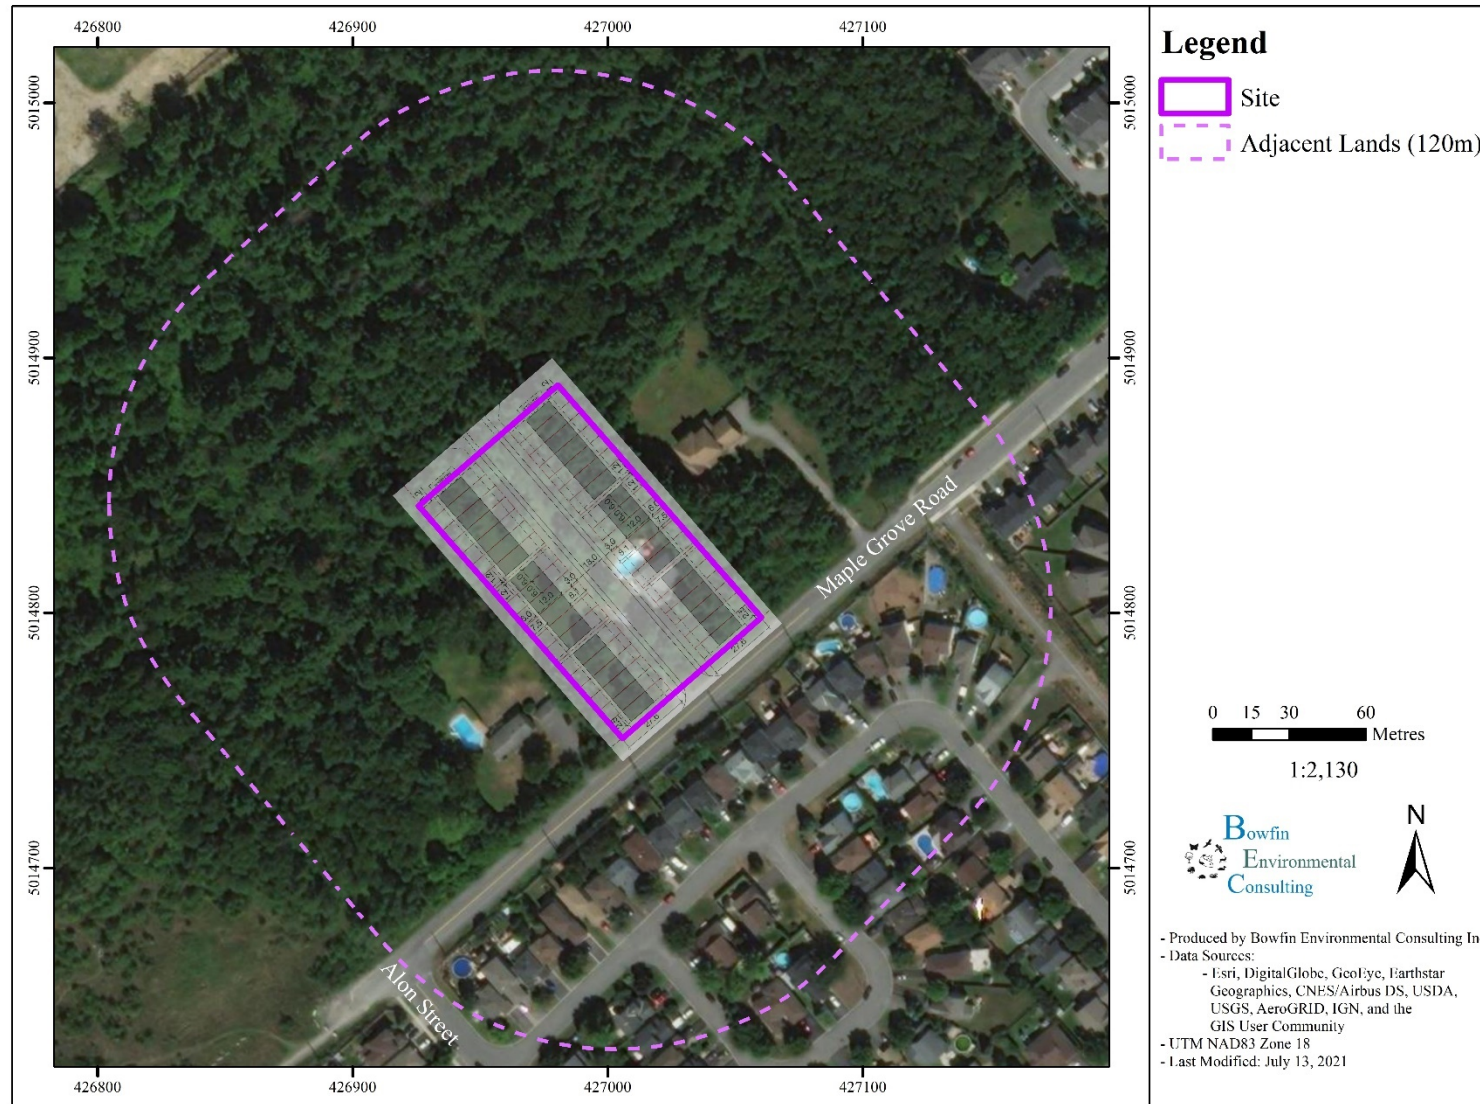 426800 426900 427000 427100
5015000
5014900
5014800
5014700
5015000
5014900
5014800
5014700
Maple Grove Road
Alon Street
426800 426900 427000 427100
Legend
Site
Adjacent Lands (120m)
0 15 30 60
Metres
1:2,130
Bowfin
Environmental
Consulting
N
- Produced by Bowfin Environmental Consulting In
- Data Sources:
- Esri, DigitalGlobe, GeoEye, Earthstar
Geographics, CNES/Airbus DS, USDA,
USGS, AeroGRID, IGN, and the
GIS User Community
- UTM NAD83 Zone 18
- Last Modified: July 13, 2021